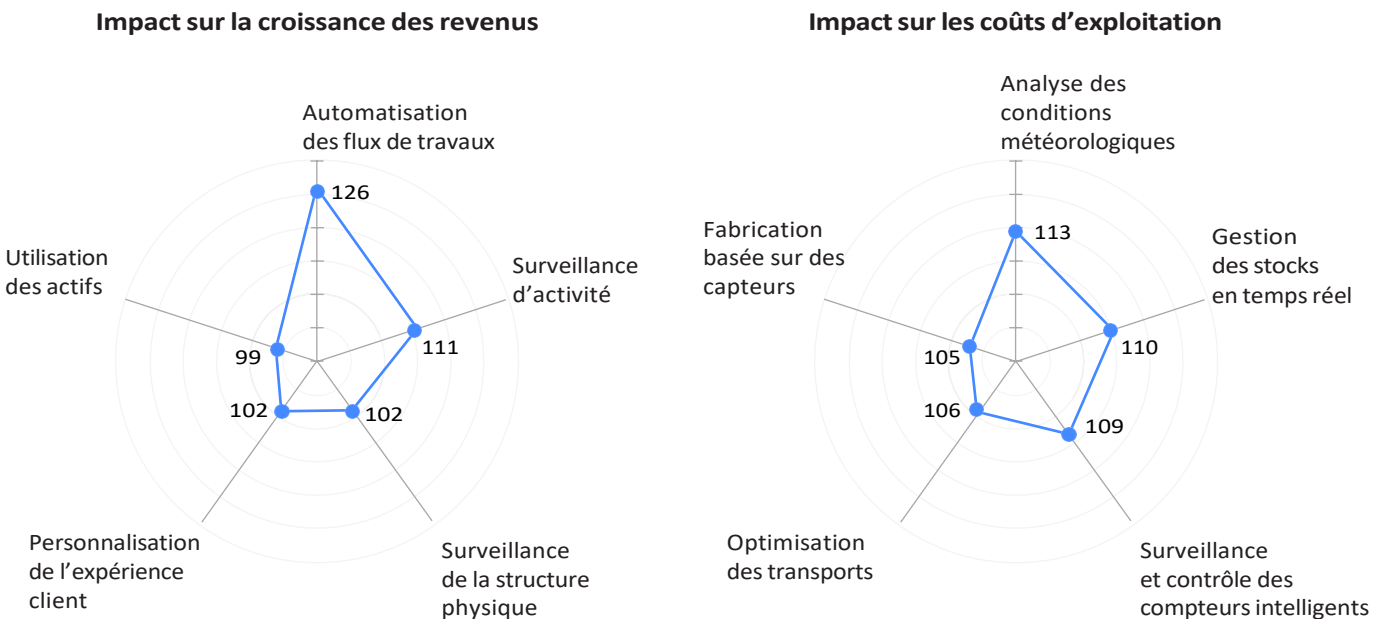 Impact sur la croissance des revenus
Automatisation
des flux de travaux
126
Surveillance
d’activité
111
Surveillance
de la structure
physique
102
Personnalisation
de l’expérience
client
102
Utilisation
des actifs
99
Impact sur les coûts d’exploitation
Analyse des
conditions
météorologiques
113
Gestion
des stocks
en temps réel
110
Surveillance
et contrôle des
compteurs intelligents
109
Optimisation
des transports
106
Fabrication
basée sur des
capteurs
105